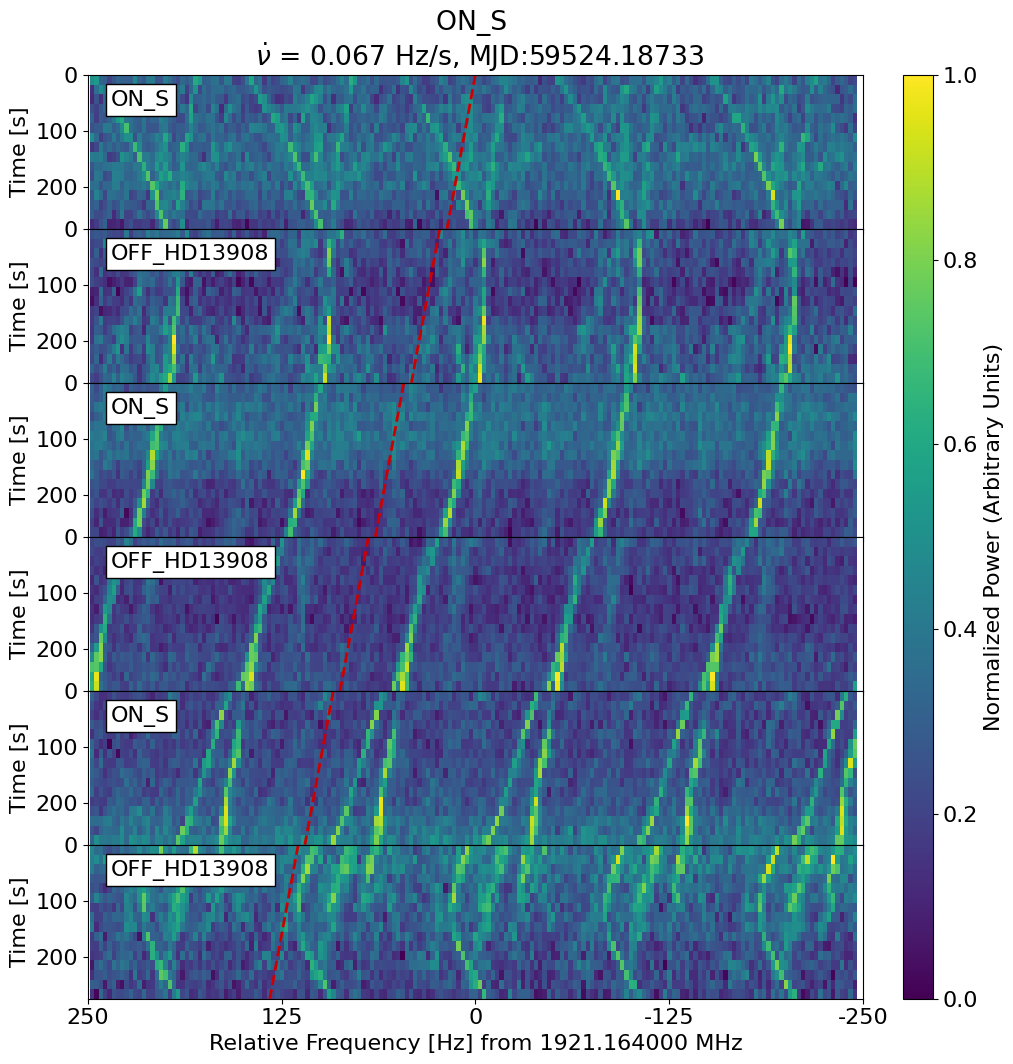 ON_S
ν̇ = 0.067 Hz/s, MJD:59524.18733
0
100
200
Time [s]
ON_S
0
100
200
Time [s]
OFF_HD13908
0
100
200
Time [s]
ON_S
0
100
200
Time [s]
OFF_HD13908
0
100
200
Time [s]
ON_S
0
100
200
Time [s]
OFF_HD13908
250 125 0 -125 -250
Relative Frequency [Hz] from 1921.164000 MHz
1.0
0.8
0.6
0.4
0.2
0.0
Normalized Power (Arbitrary Units)